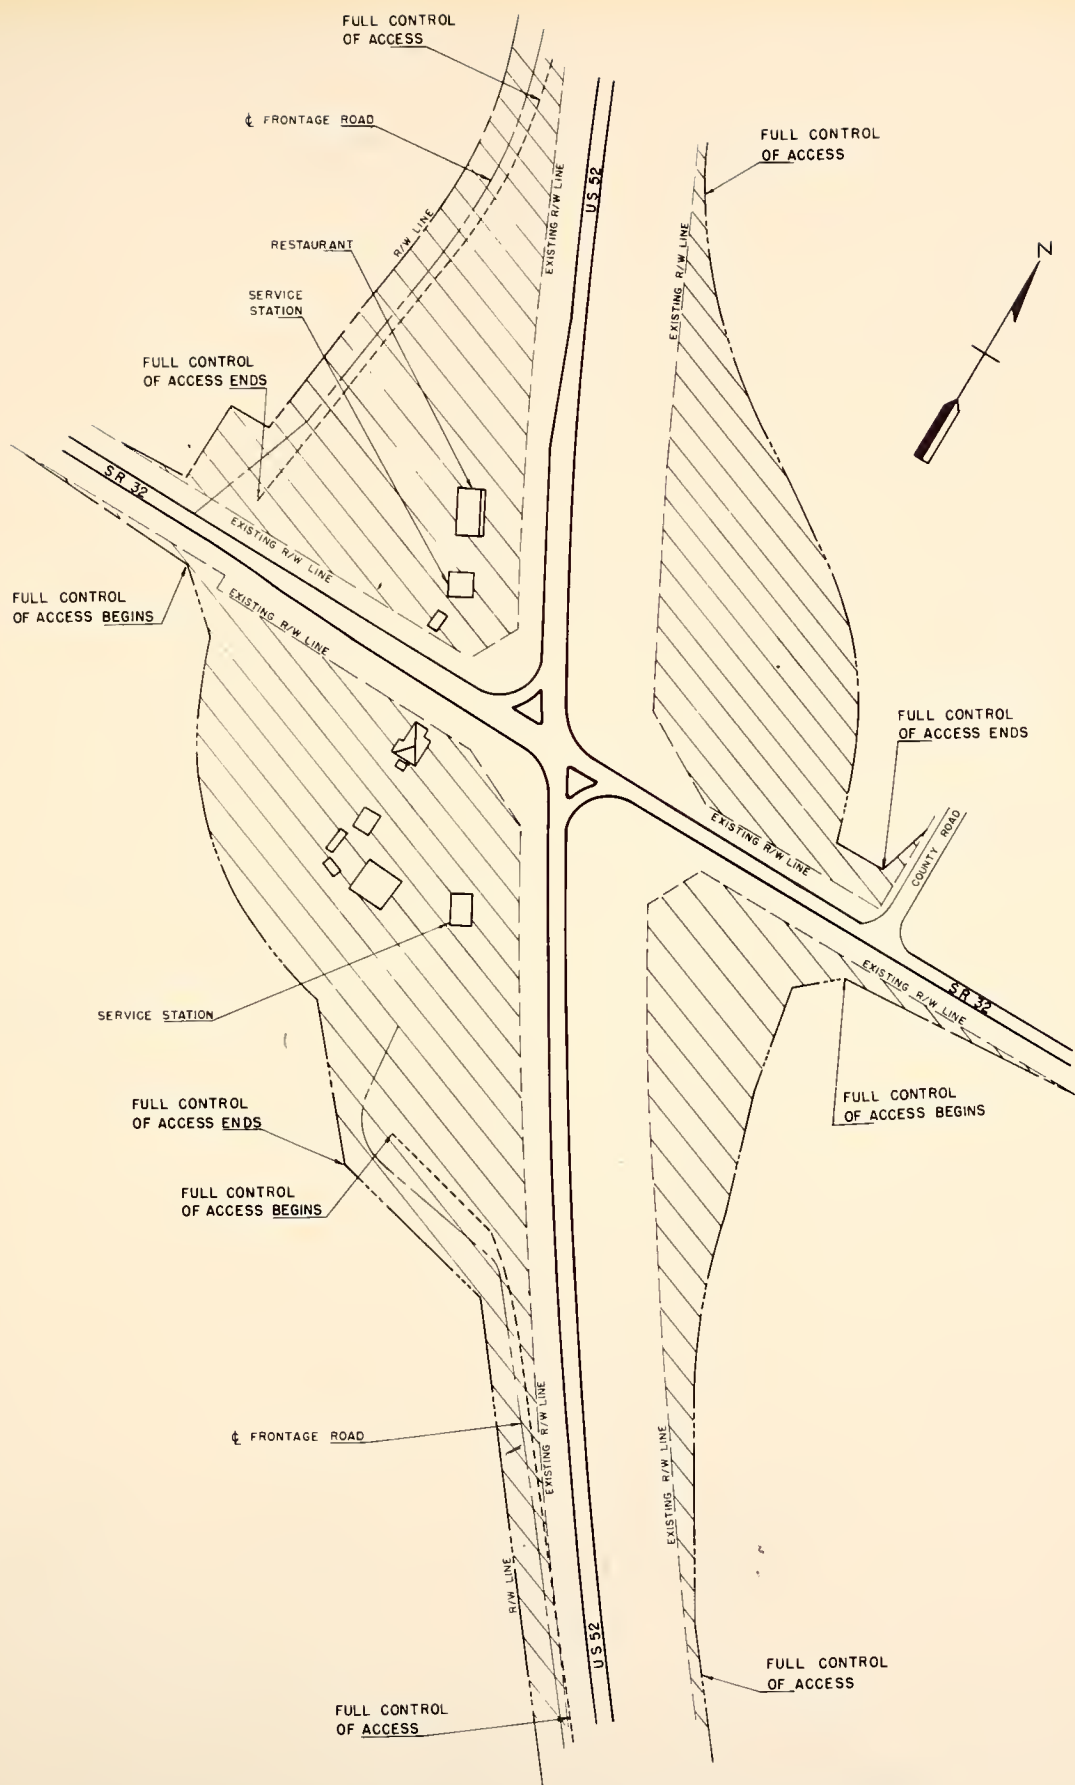 FULL CONTROL
OF ACCESS
℄ FRONTAGE ROAD
FULL CONTROL
OF ACCESS
US 52
R/W LINE
EXISTING R/W LINE
EXISTING R/W LINE
N
RESTAURANT
SERVICE
STATION
FULL CONTROL
OF ACCESS ENDS
SR 32
EXISTING R/W LINE
EXISTING R/W LINE
FULL CONTROL
OF ACCESS BEGINS
FULL CONTROL
OF ACCESS ENDS
EXISTING R/W LINE
COUNTY ROAD
EXISTING R/W LINE
SR 32
SERVICE STATION
FULL CONTROL
OF ACCESS BEGINS
FULL CONTROL
OF ACCESS ENDS
FULL CONTROL
OF ACCESS BEGINS
℄ FRONTAGE ROAD
EXISTING R/W LINE
EXISTING R/W LINE
R/W LINE
US 52
FULL CONTROL
OF ACCESS
FULL CONTROL
OF ACCESS